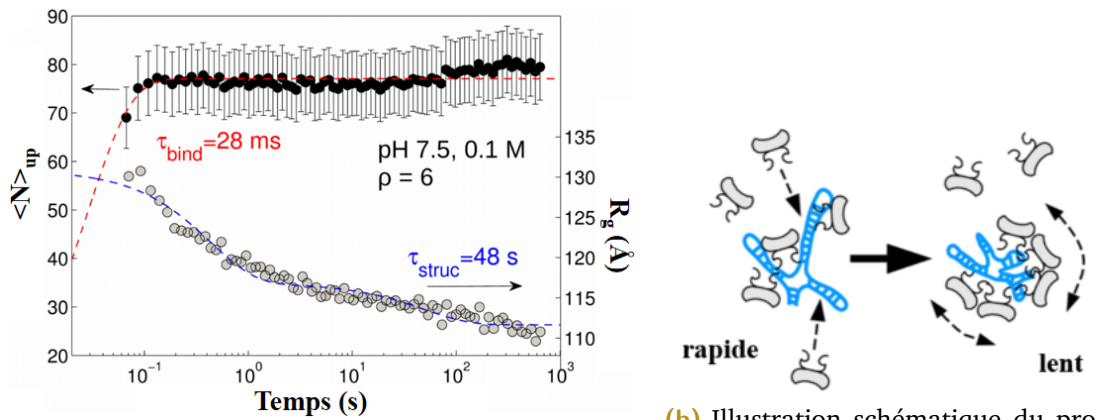 90
80
70
60
50
40
30
20
<N>up
τbind=28 ms
pH 7.5, 0.1 M
ρ = 6
τstruc=48 s
135
130
125
120
115
110
Rg (Å)
10⁻¹ 10⁰ 10¹ 10² 10³
Temps (s)
rapide
lent
(b) Illustration schématique du pro